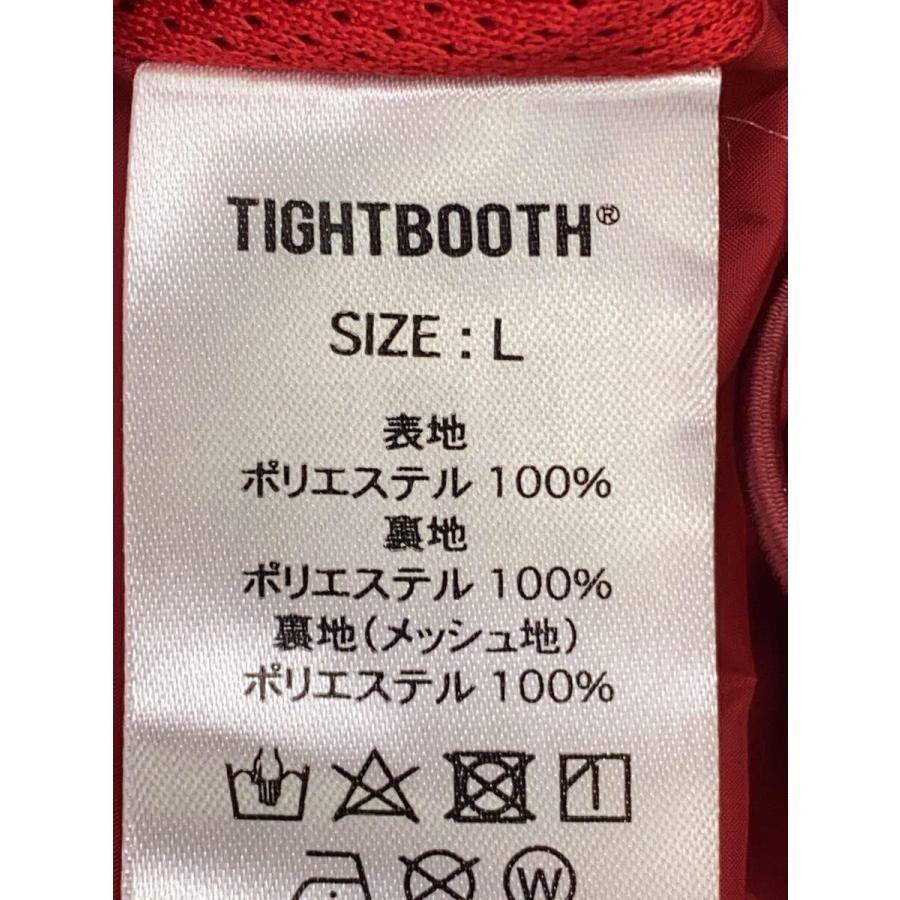 TIGHTBOOTH®
SIZE : L
表地
ポリエステル 100%
裏地
ポリエステル 100%
裏地(メッシュ地)
ポリエステル 100%
W